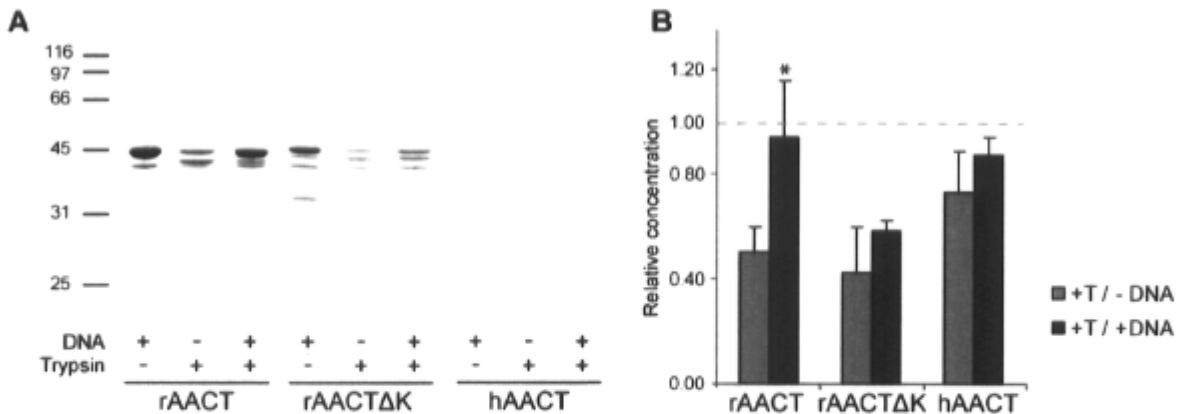 A
116
97
66
45
31
25
DNA + - + + - + + - +
Trypsin - + + - + + - + +
rAACT rAACTΔK hAACT
B
Relative concentration
1.20
1.00
0.80
0.40
0.00
*
rAACT rAACTΔK hAACT
+T / - DNA
+T / +DNA